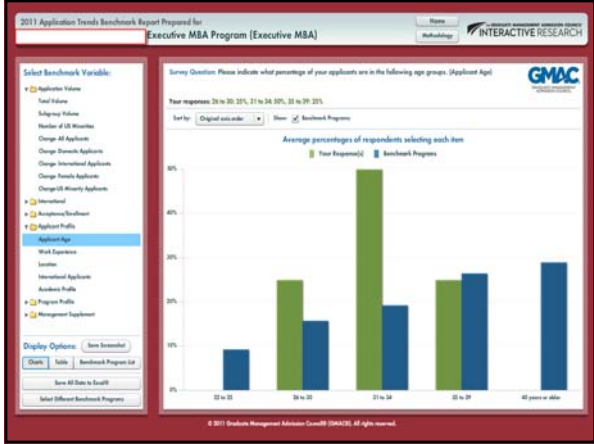 2011 Application Trends Benchmark Report Prepared for
Executive MBA Program (Executive MBA)
Home
Methodology
GRADUATE MANAGEMENT ADMISSION COUNCIL
INTERACTIVE RESEARCH
Select Benchmark Variable:
Application Volume
Total Volume
Subgroup Volume
Number of US Minorities
Change All Applicants
Change Domestic Applicants
Change International Applicants
Change Female Applicants
Change US Minority Applicants
International
Acceptance/Enrollment
Applicant Profile
Applicant Age
Work Experience
Location
International Applicants
Academic Profile
Program Profile
Management Supplement
Display Options:
Save Screenshot
Charts
Table
Benchmark Program List
Save All Data to Excel®
Select Different Benchmark Programs
Survey Question: Please indicate what percentage of your applicants are in the following age groups. (Applicant Age)
GMAC
GRADUATE MANAGEMENT
ADMISSION COUNCIL
Your responses: 26 to 30: 25%, 31 to 34: 50%, 35 to 39: 25%
Sort by: Original axis order
Show: Benchmark Programs
Average percentages of respondents selecting each item
Your Response(s)
Benchmark Programs
50%
40%
30%
20%
10%
0%
22 to 25
26 to 30
31 to 34
35 to 39
40 years or older
© 2011 Graduate Management Admission Council® (GMAC®). All rights reserved.